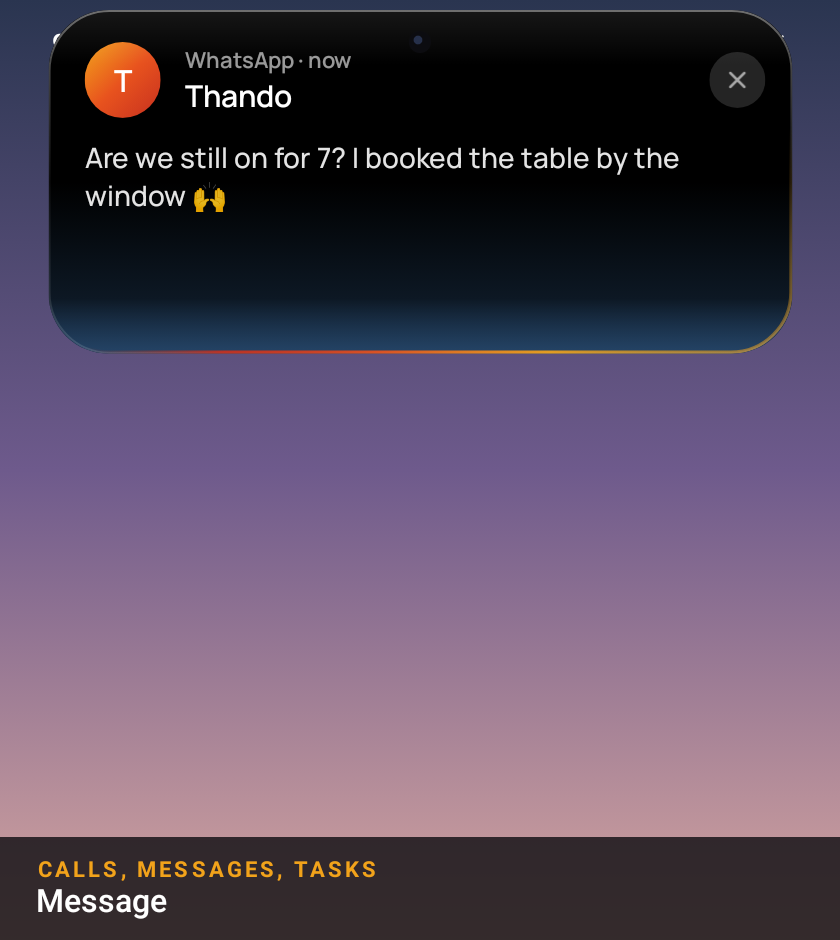 T
WhatsApp · now
Thando
Are we still on for 7? I booked the table by the
window 🙌
CALLS, MESSAGES, TASKS
Message